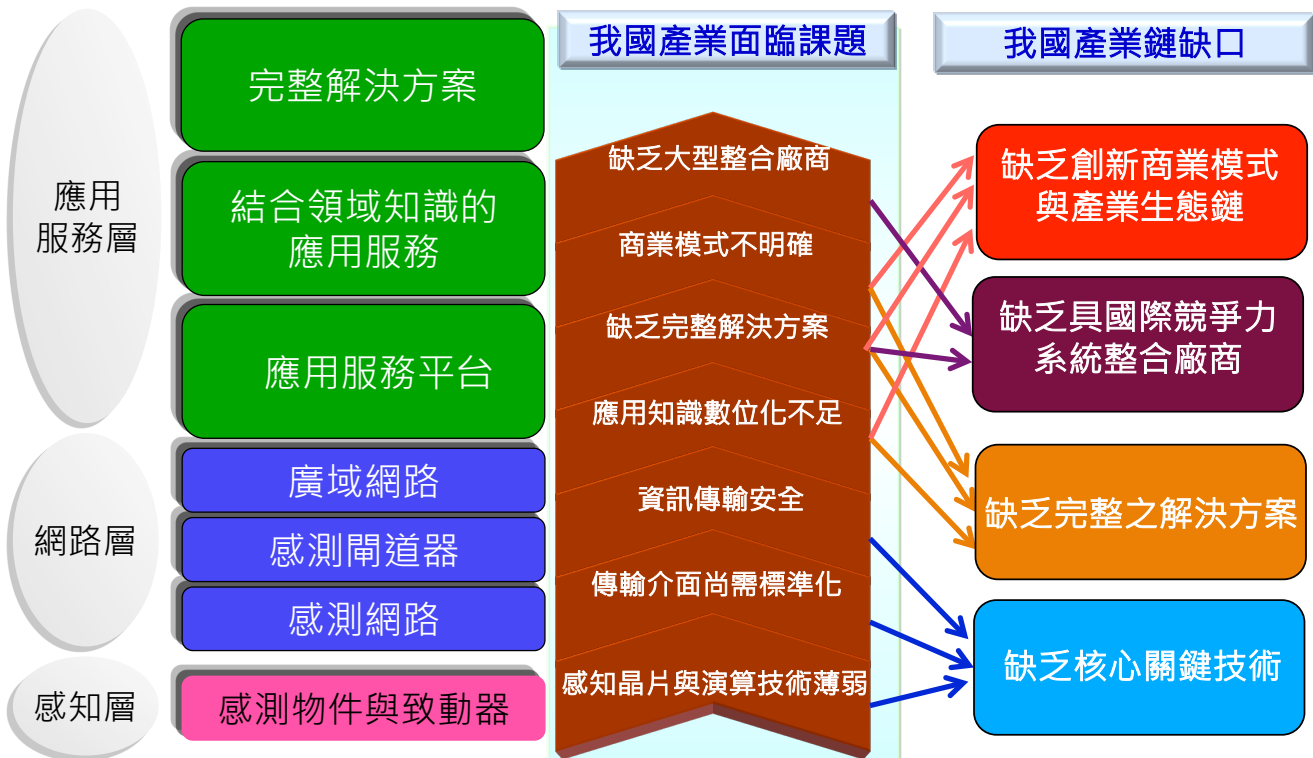 應用
服務層
網路層
感知層
完整解決方案
結合領域知識的
應用服務
應用服務平台
廣域網路
感測閘道器
感測網路
感測物件與致動器
我國產業面臨課題
缺乏大型整合廠商
商業模式不明確
缺乏完整解決方案
應用知識數位化不足
資訊傳輸安全
傳輸介面尚需標準化
感知晶片與演算技術薄弱
我國產業鏈缺口
缺乏創新商業模式
與產業生態鏈
缺乏具國際競爭力
系統整合廠商
缺乏完整之解決方案
缺乏核心關鍵技術